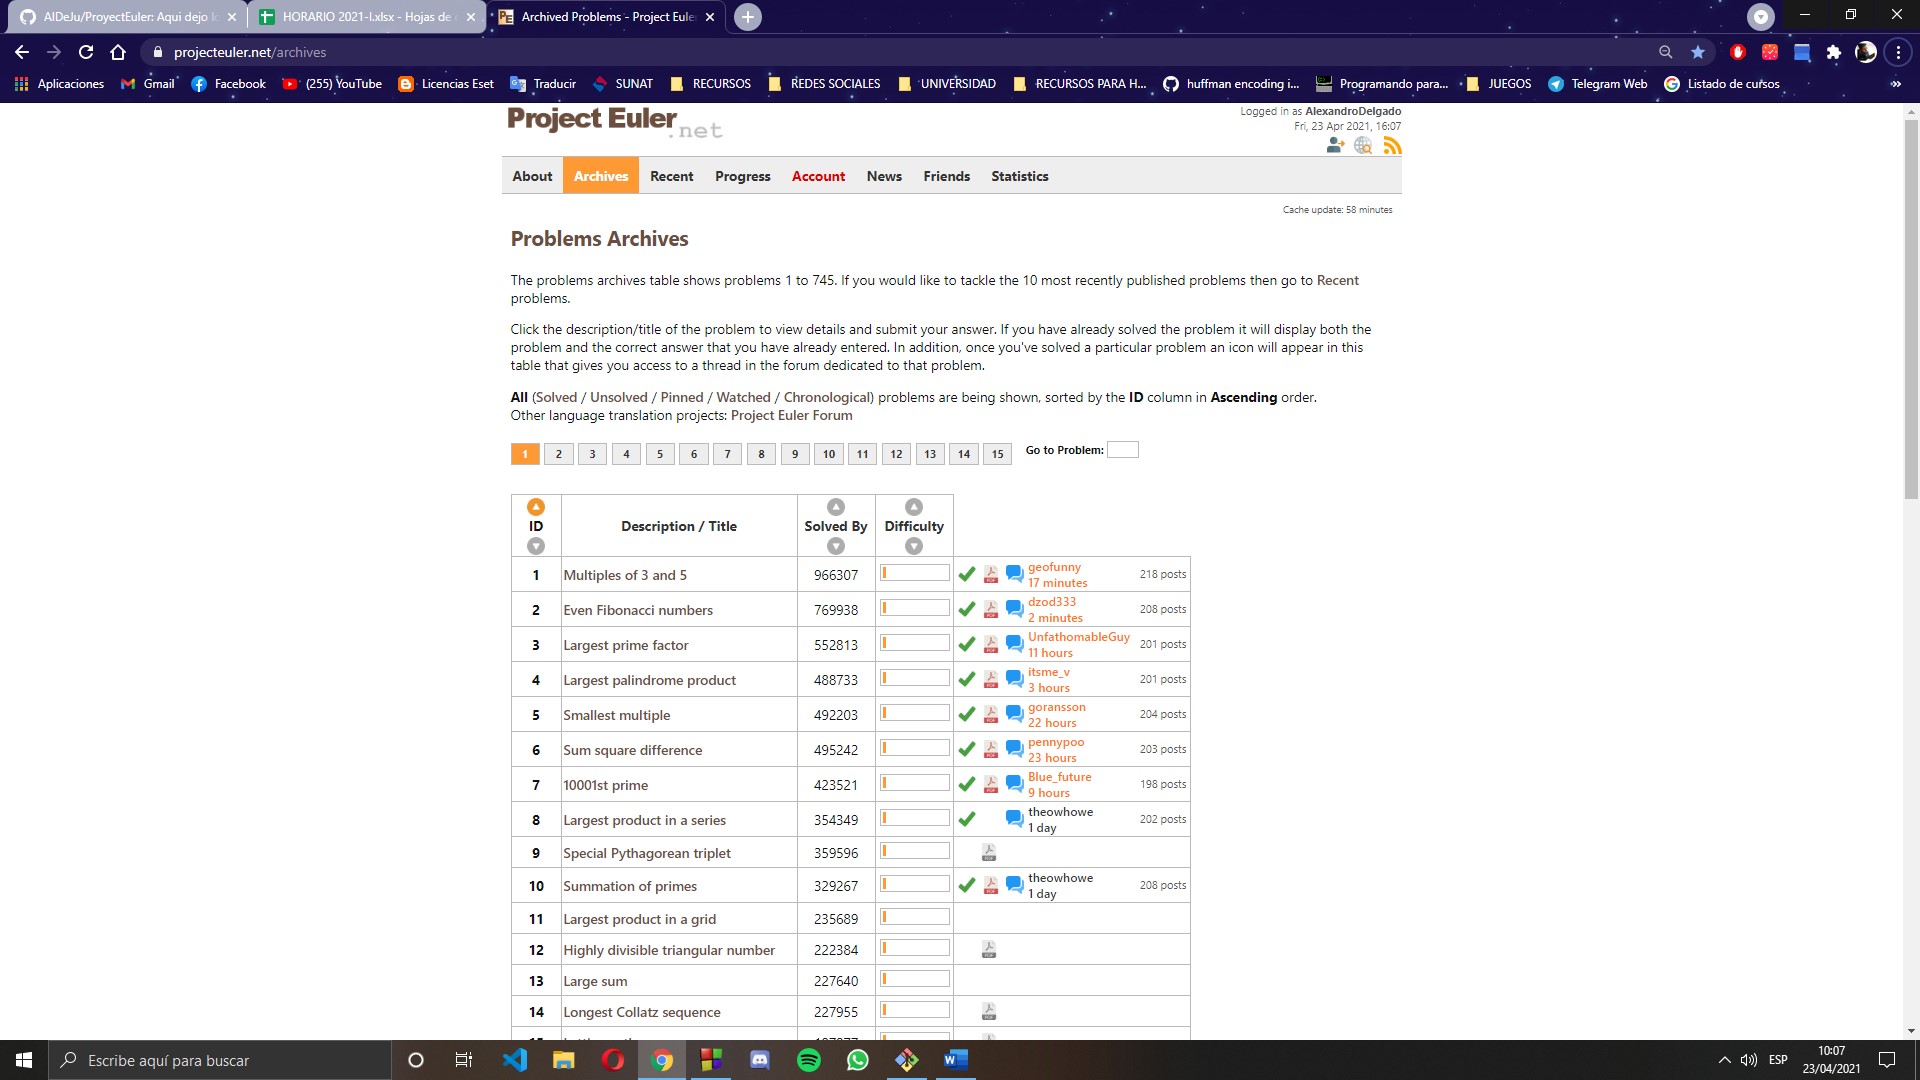 AlDeJu/ProyectEuler: Aqui dejo l
HORARIO 2021-I.xlsx - Hojas de
Archived Problems - Project Eule
projecteuler.net/archives
Aplicaciones
Gmail
Facebook
(255) YouTube
Licencias Eset
Traducir
SUNAT
RECURSOS
REDES SOCIALES
UNIVERSIDAD
RECURSOS PARA H...
huffman encoding i...
Programando para...
JUEGOS
Telegram Web
Listado de cursos
»
Project Euler.net
Logged in as AlexandroDelgado
Fri, 23 Apr 2021, 16:07
About Archives Recent Progress Account News Friends Statistics
Cache update: 58 minutes
Problems Archives
The problems archives table shows problems 1 to 745. If you would like to tackle the 10 most recently published problems then go to Recent
problems.
Click the description/title of the problem to view details and submit your answer. If you have already solved the problem it will display both the
problem and the correct answer that you have already entered. In addition, once you've solved a particular problem an icon will appear in this
table that gives you access to a thread in the forum dedicated to that problem.
All (Solved / Unsolved / Pinned / Watched / Chronological) problems are being shown, sorted by the ID column in Ascending order.
Other language translation projects: Project Euler Forum
1 2 3 4 5 6 7 8 9 10 11 12 13 14 15 Go to Problem:
ID Description / Title Solved By Difficulty
1 Multiples of 3 and 5 966307 geofunny 218 posts
17 minutes
2 Even Fibonacci numbers 769938 dzod333 208 posts
2 minutes
3 Largest prime factor 552813 UnfathomableGuy 201 posts
11 hours
4 Largest palindrome product 488733 itsme_v 201 posts
3 hours
5 Smallest multiple 492203 goransson 204 posts
22 hours
6 Sum square difference 495242 pennypoo 203 posts
23 hours
7 10001st prime 423521 Blue_future 198 posts
9 hours
8 Largest product in a series 354349 theowhowe 202 posts
1 day
9 Special Pythagorean triplet 359596
10 Summation of primes 329267 theowhowe 208 posts
1 day
11 Largest product in a grid 235689
12 Highly divisible triangular number 222384
13 Large sum 227640
14 Longest Collatz sequence 227955
Escribe aquí para buscar
ESP
10:07
23/04/2021